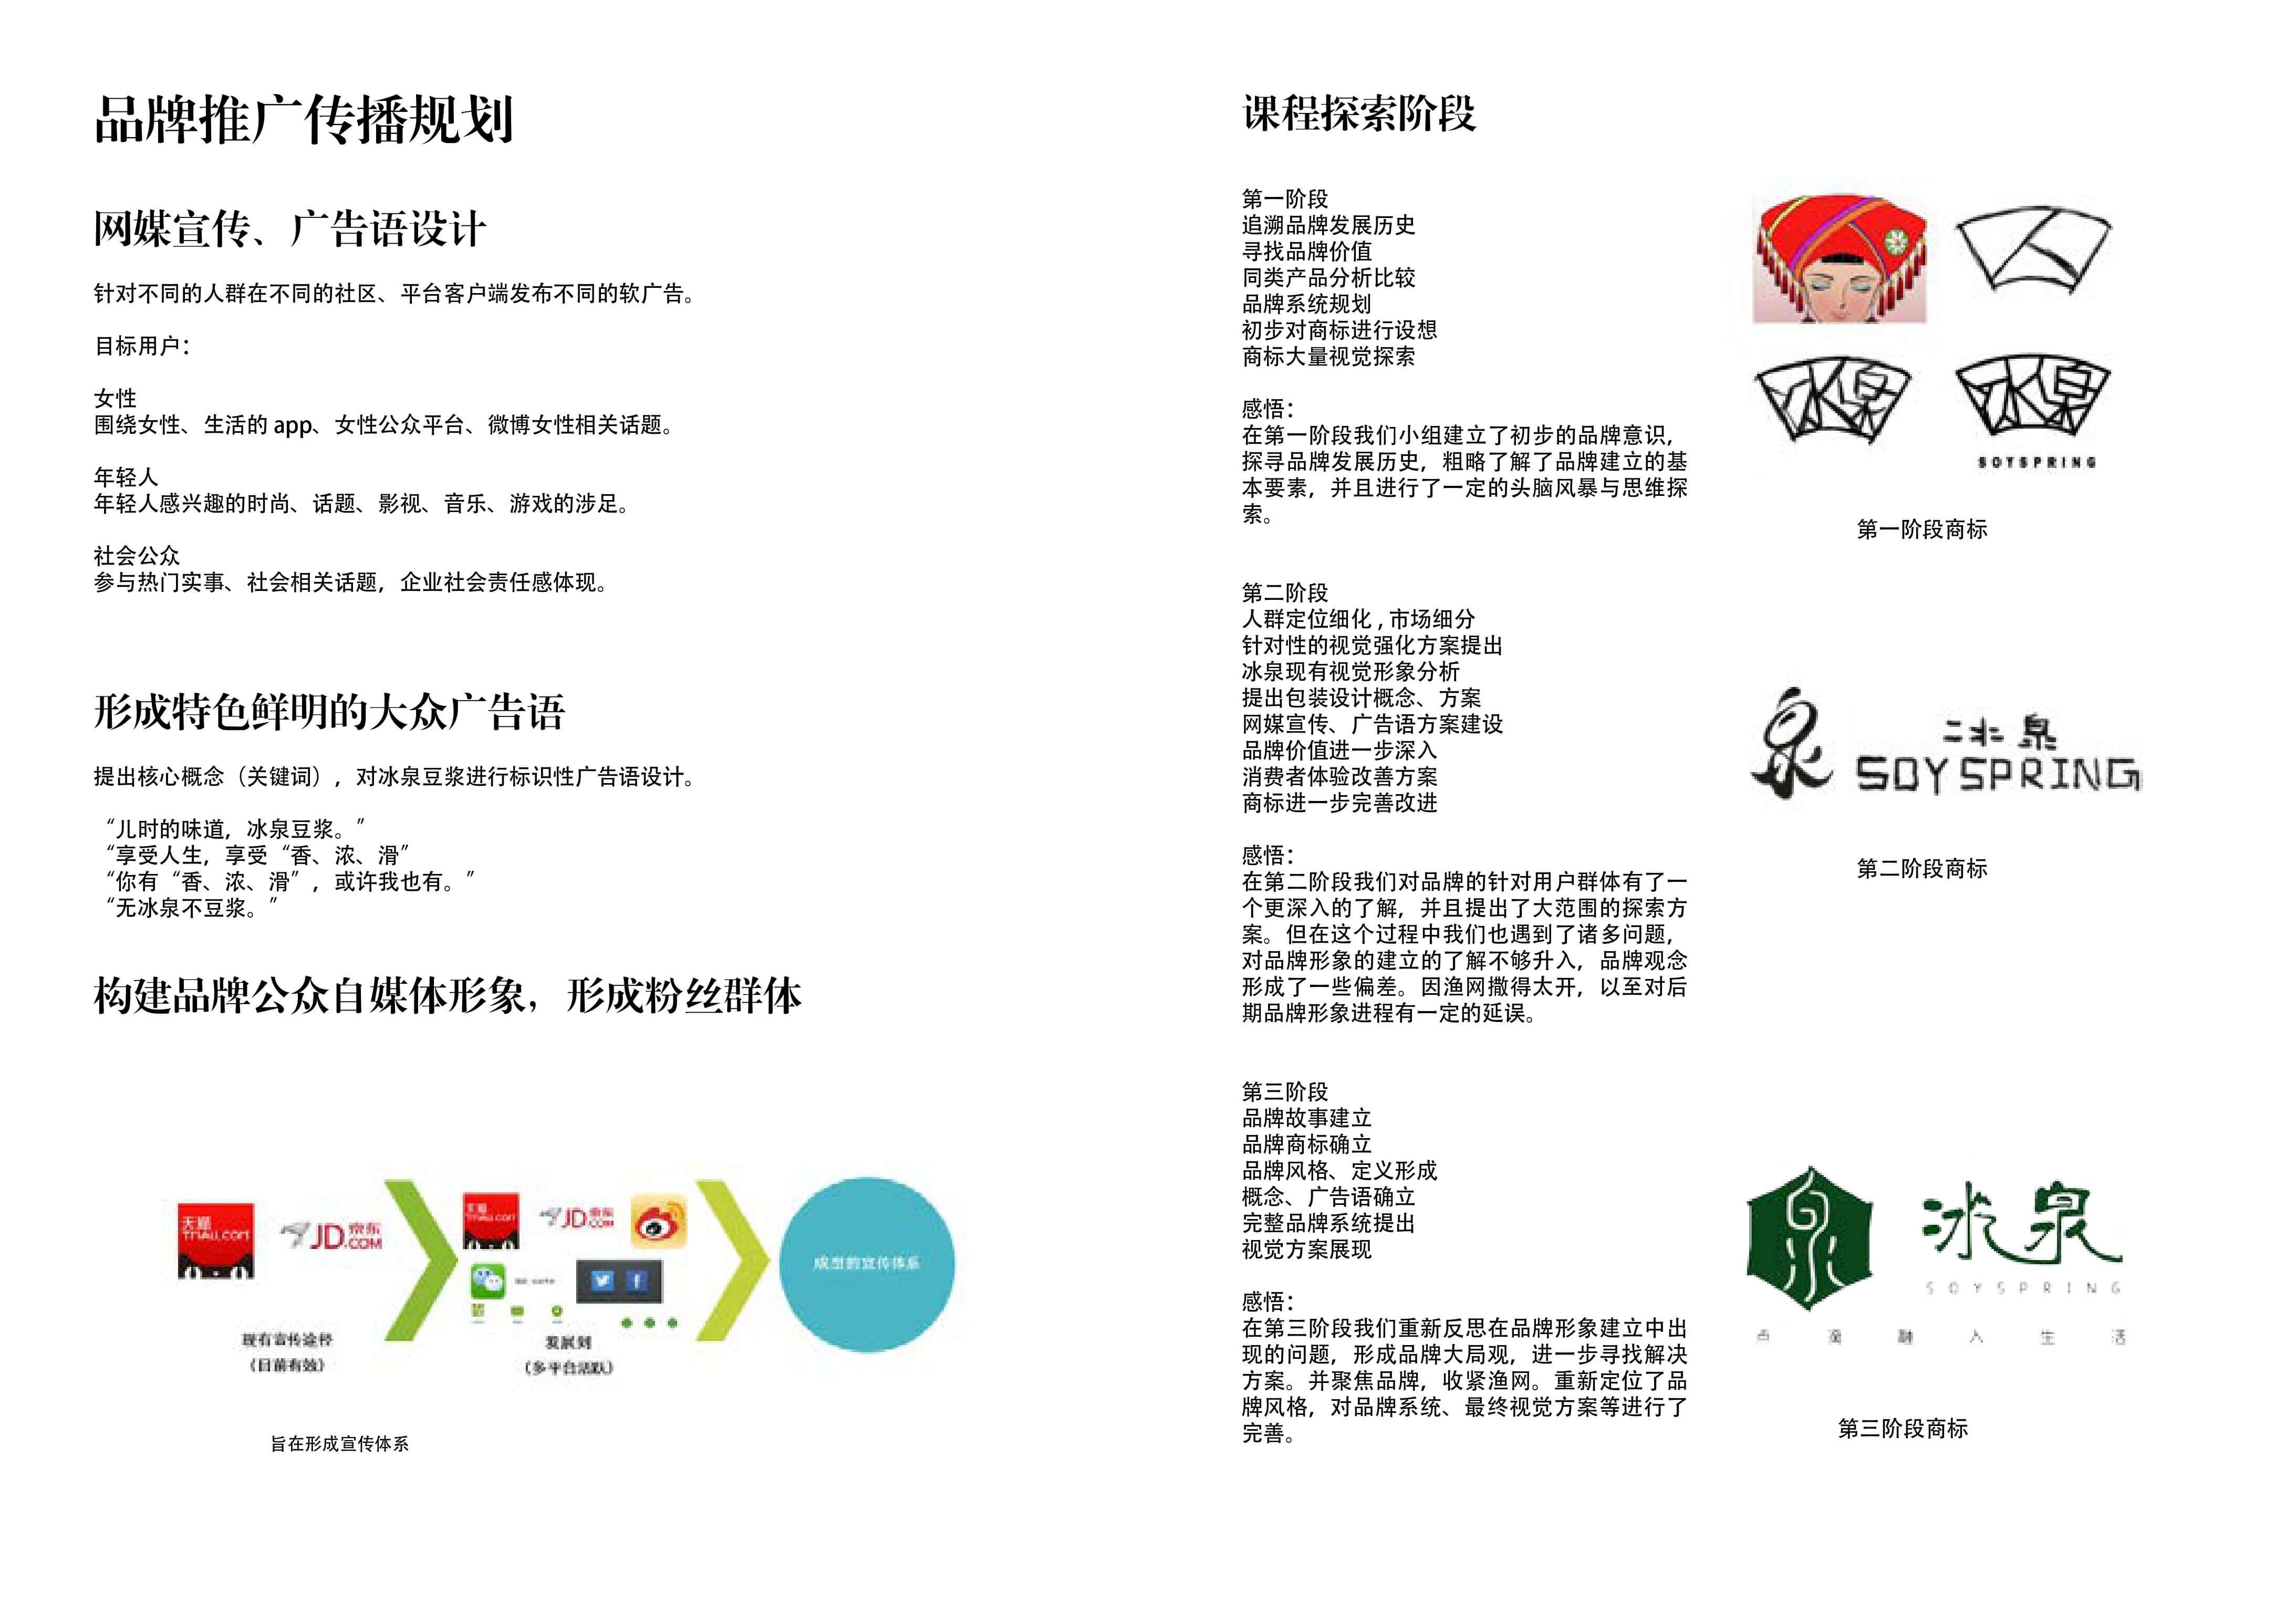 品牌推广传播规划
网媒宣传、广告语设计
针对不同的人群在不同的社区、平台客户端发布不同的软广告。
目标用户：
女性
围绕女性、生活的 app、女性公众平台、微博女性相关话题。
年轻人
年轻人感兴趣的时尚、话题、影视、音乐、游戏的涉足。
社会公众
参与热门实事、社会相关话题，企业社会责任感体现。
形成特色鲜明的大众广告语
提出核心概念（关键词），对冰泉豆浆进行标识性广告语设计。
“儿时的味道，冰泉豆浆。”
“享受人生，享受“香、浓、滑”
“你有“香、浓、滑”，或许我也有。”
“无冰泉不豆浆。”
构建品牌公众自媒体形象，形成粉丝群体
天猫
TMALL.COM
JD 京东
.COM
现有宣传途径
（目前有效）
天猫
TMALL.COM
JD 京东
.COM
发展到
（多平台活跃）
成型的宣传体系
旨在形成宣传体系
课程探索阶段
第一阶段
追溯品牌发展历史
寻找品牌价值
同类产品分析比较
品牌系统规划
初步对商标进行设想
商标大量视觉探索
感悟：
在第一阶段我们小组建立了初步的品牌意识，
探寻品牌发展历史，粗略了解了品牌建立的基
本要素，并且进行了一定的头脑风暴与思维探
索。
冰泉
冰泉
SOYSPRING
第一阶段商标
第二阶段
人群定位细化 , 市场细分
针对性的视觉强化方案提出
冰泉现有视觉形象分析
提出包装设计概念、方案
网媒宣传、广告语方案建设
品牌价值进一步深入
消费者体验改善方案
商标进一步完善改进
感悟：
在第二阶段我们对品牌的针对用户群体有了一
个更深入的了解，并且提出了大范围的探索方
案。但在这个过程中我们也遇到了诸多问题，
对品牌形象的建立的了解不够升入，品牌观念
形成了一些偏差。因渔网撒得太开，以至对后
期品牌形象进程有一定的延误。
泉
冰泉
SOYSPRING
第二阶段商标
第三阶段
品牌故事建立
品牌商标确立
品牌风格、定义形成
概念、广告语确立
完整品牌系统提出
视觉方案展现
感悟：
在第三阶段我们重新反思在品牌形象建立中出
现的问题，形成品牌大局观，进一步寻找解决
方案。并聚焦品牌，收紧渔网。重新定位了品
牌风格，对品牌系统、最终视觉方案等进行了
完善。
泉
冰泉
SOYSPRING
点滴融入生活
第三阶段商标